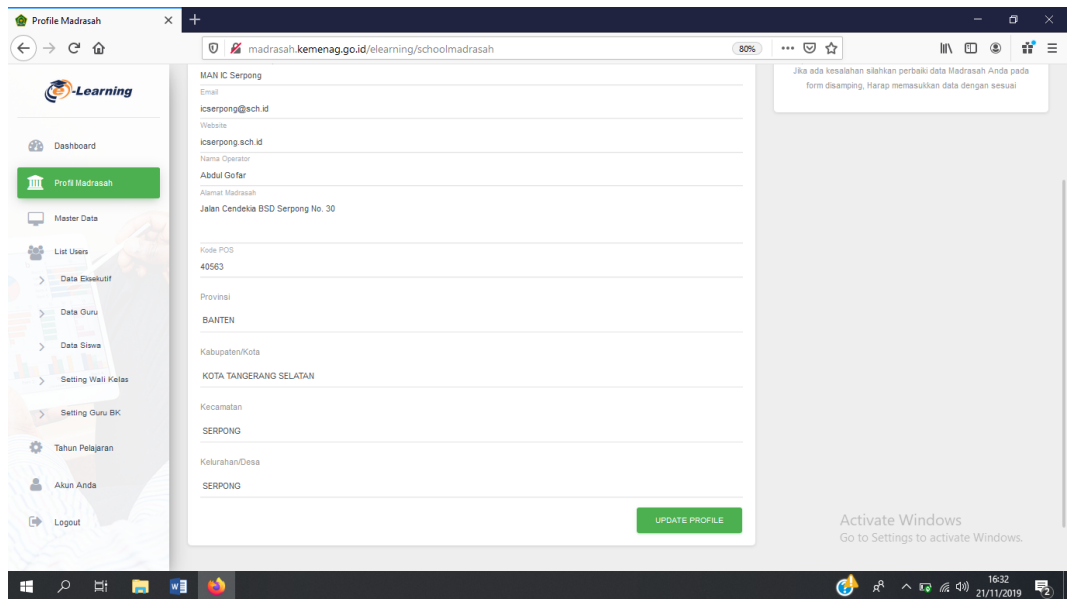 Profile Madrasah
madrasah.kemenag.go.id/elearning/schoolmadrasah
80%
e-Learning
Dashboard
Profil Madrasah
Master Data
List Users
Data Eksekutif
Data Guru
Data Siswa
Setting Wali Kelas
Setting Guru BK
Tahun Pelajaran
Akun Anda
Logout
MAN IC Serpong
Email
icserpong@sch.id
Website
icserpong.sch.id
Nama Operator
Abdul Gofar
Alamat Madrasah
Jalan Cendekia BSD Serpong No. 30
Kode POS
40563
Provinsi
BANTEN
Kabupaten/Kota
KOTA TANGERANG SELATAN
Kecamatan
SERPONG
Kelurahan/Desa
SERPONG
UPDATE PROFILE
Jika ada kesalahan silahkan perbaiki data Madrasah Anda pada
form disamping, Harap memasukkan data dengan sesuai
Activate Windows
Go to Settings to activate Windows.
16:32
21/11/2019
2